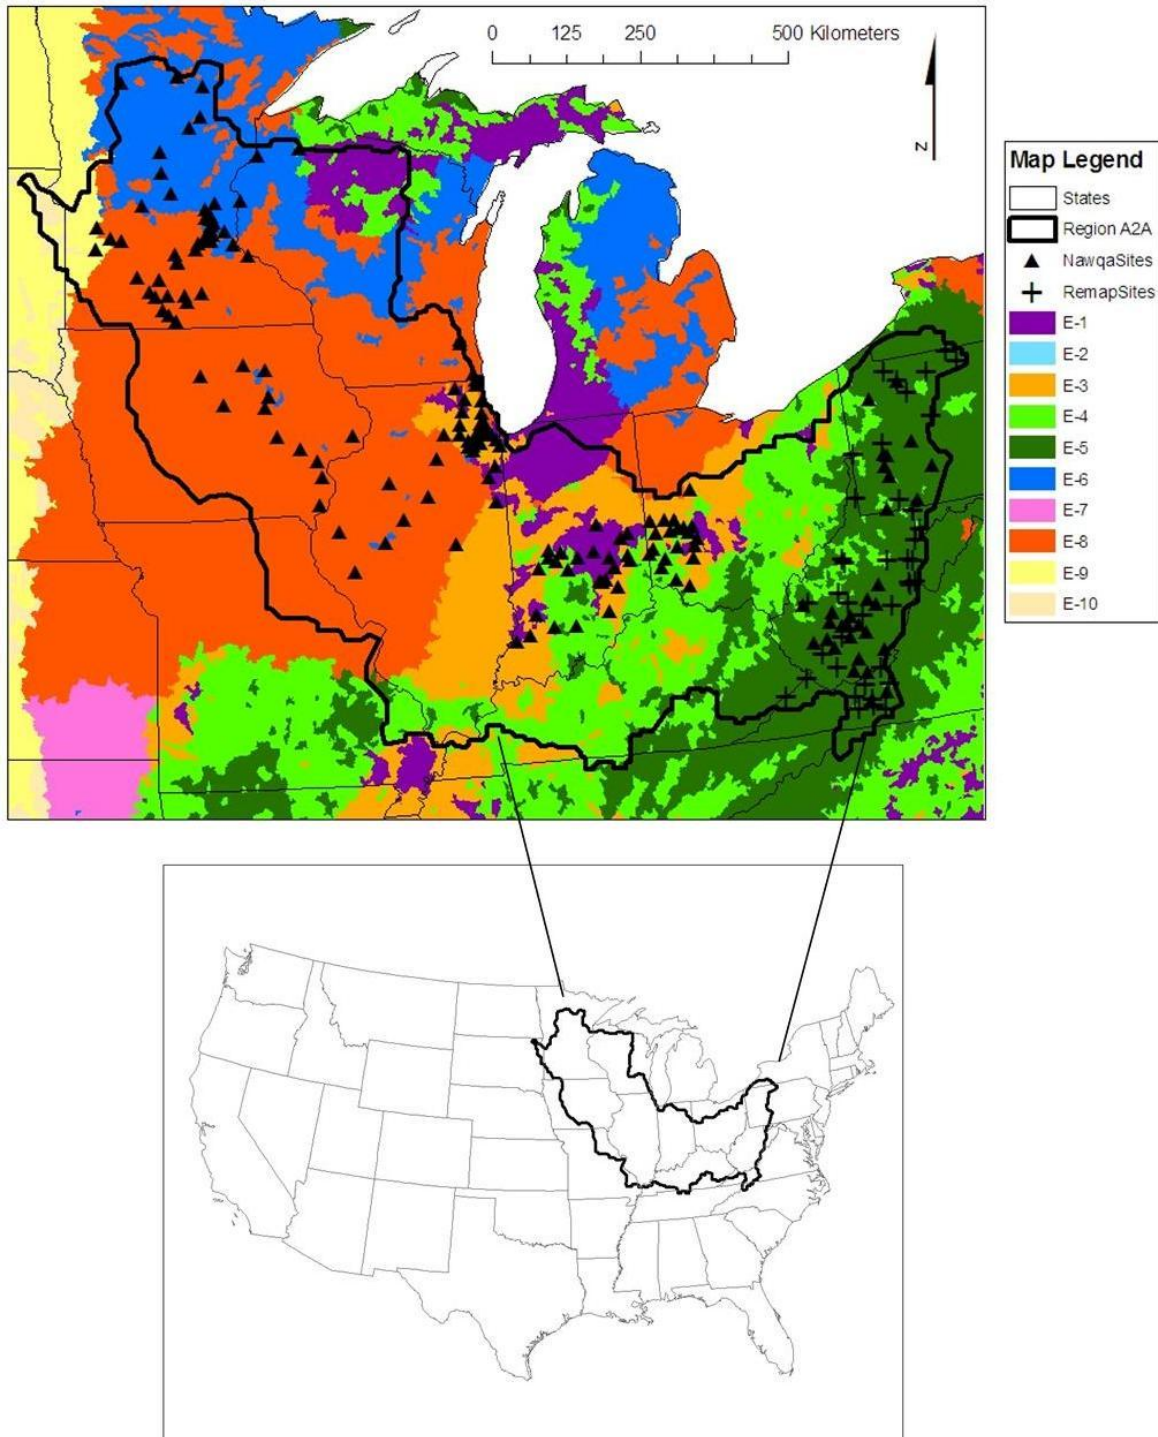 0 125 250 500 Kilometers
N
Map Legend
States
Region A2A
NawqaSites
RemapSites
E-1
E-2
E-3
E-4
E-5
E-6
E-7
E-8
E-9
E-10